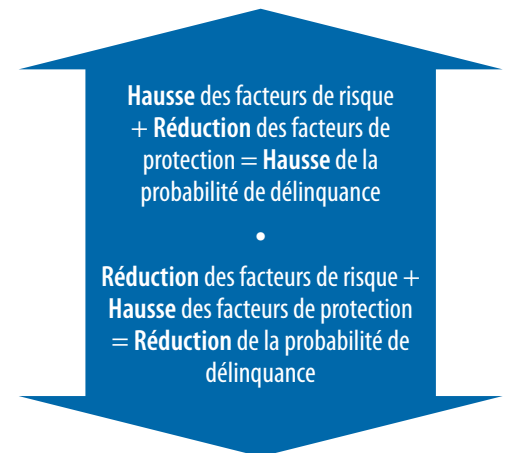 Hausse des facteurs de risque
+ Réduction des facteurs de
protection = Hausse de la
probabilité de délinquance
•
Réduction des facteurs de risque +
Hausse des facteurs de protection
= Réduction de la probabilité de
délinquance